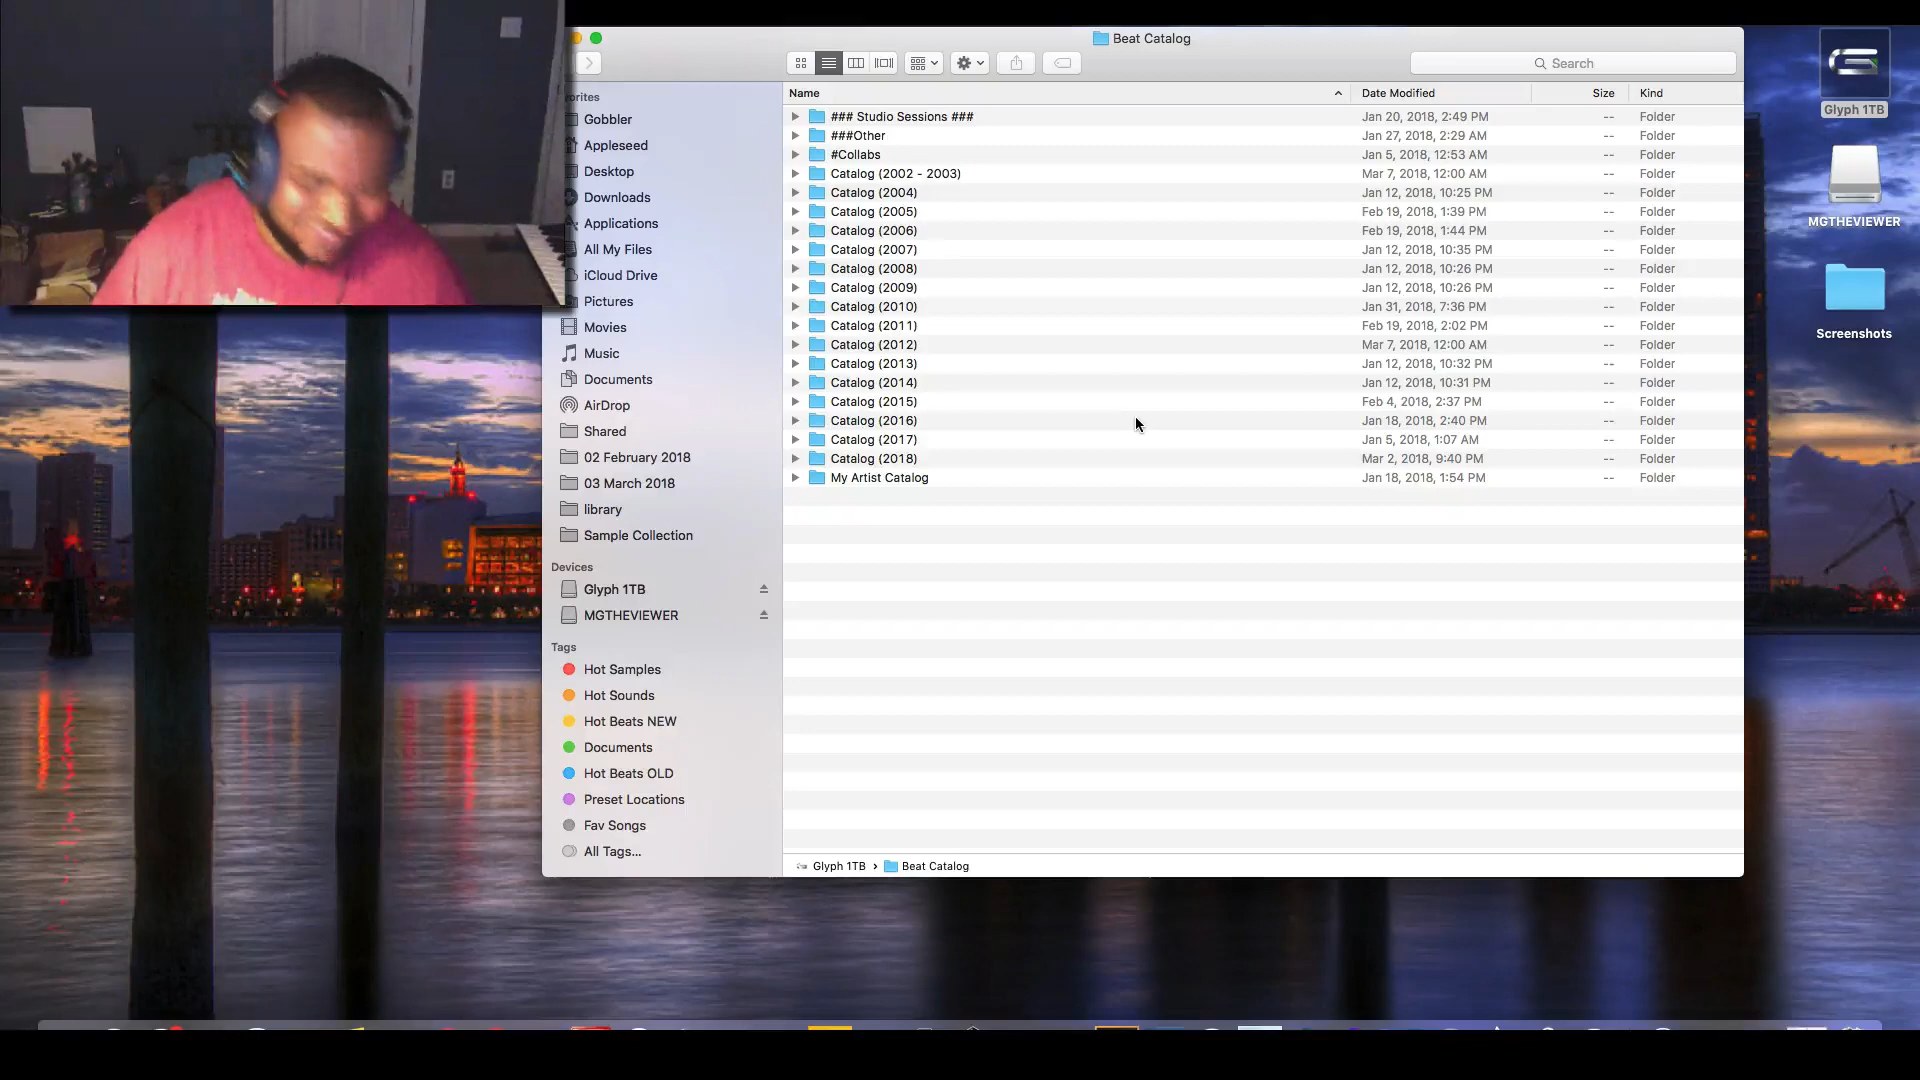 Beat Catalog
Search
vorites
Gobbler
Appleseed
Desktop
Downloads
Applications
All My Files
iCloud Drive
Pictures
Movies
Music
Documents
AirDrop
Shared
02 February 2018
03 March 2018
library
Sample Collection
Devices
Glyph 1TB
MGTHEVIEWER
Tags
Hot Samples
Hot Sounds
Hot Beats NEW
Documents
Hot Beats OLD
Preset Locations
Fav Songs
All Tags...
Name Date Modified Size Kind
### Studio Sessions ### Jan 20, 2018, 2:49 PM -- Folder
###Other Jan 27, 2018, 2:29 AM -- Folder
#Collabs Jan 5, 2018, 12:53 AM -- Folder
Catalog (2002 - 2003) Mar 7, 2018, 12:00 AM -- Folder
Catalog (2004) Jan 12, 2018, 10:25 PM -- Folder
Catalog (2005) Feb 19, 2018, 1:39 PM -- Folder
Catalog (2006) Feb 19, 2018, 1:44 PM -- Folder
Catalog (2007) Jan 12, 2018, 10:35 PM -- Folder
Catalog (2008) Jan 12, 2018, 10:26 PM -- Folder
Catalog (2009) Jan 12, 2018, 10:26 PM -- Folder
Catalog (2010) Jan 31, 2018, 7:36 PM -- Folder
Catalog (2011) Feb 19, 2018, 2:02 PM -- Folder
Catalog (2012) Mar 7, 2018, 12:00 AM -- Folder
Catalog (2013) Jan 12, 2018, 10:32 PM -- Folder
Catalog (2014) Jan 12, 2018, 10:31 PM -- Folder
Catalog (2015) Feb 4, 2018, 2:37 PM -- Folder
Catalog (2016) Jan 18, 2018, 2:40 PM -- Folder
Catalog (2017) Jan 5, 2018, 1:07 AM -- Folder
Catalog (2018) Mar 2, 2018, 9:40 PM -- Folder
My Artist Catalog Jan 18, 2018, 1:54 PM -- Folder
Glyph 1TB › Beat Catalog
Glyph 1TB
MGTHEVIEWER
Screenshots